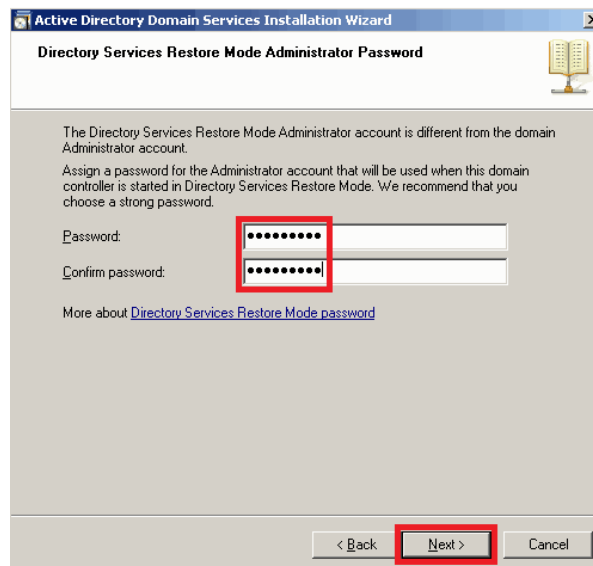 Active Directory Domain Services Installation Wizard
Directory Services Restore Mode Administrator Password
The Directory Services Restore Mode Administrator account is different from the domain
Administrator account.
Assign a password for the Administrator account that will be used when this domain
controller is started in Directory Services Restore Mode. We recommend that you
choose a strong password.
Password: •••••••••
Confirm password: •••••••••
More about Directory Services Restore Mode password
< Back Next > Cancel